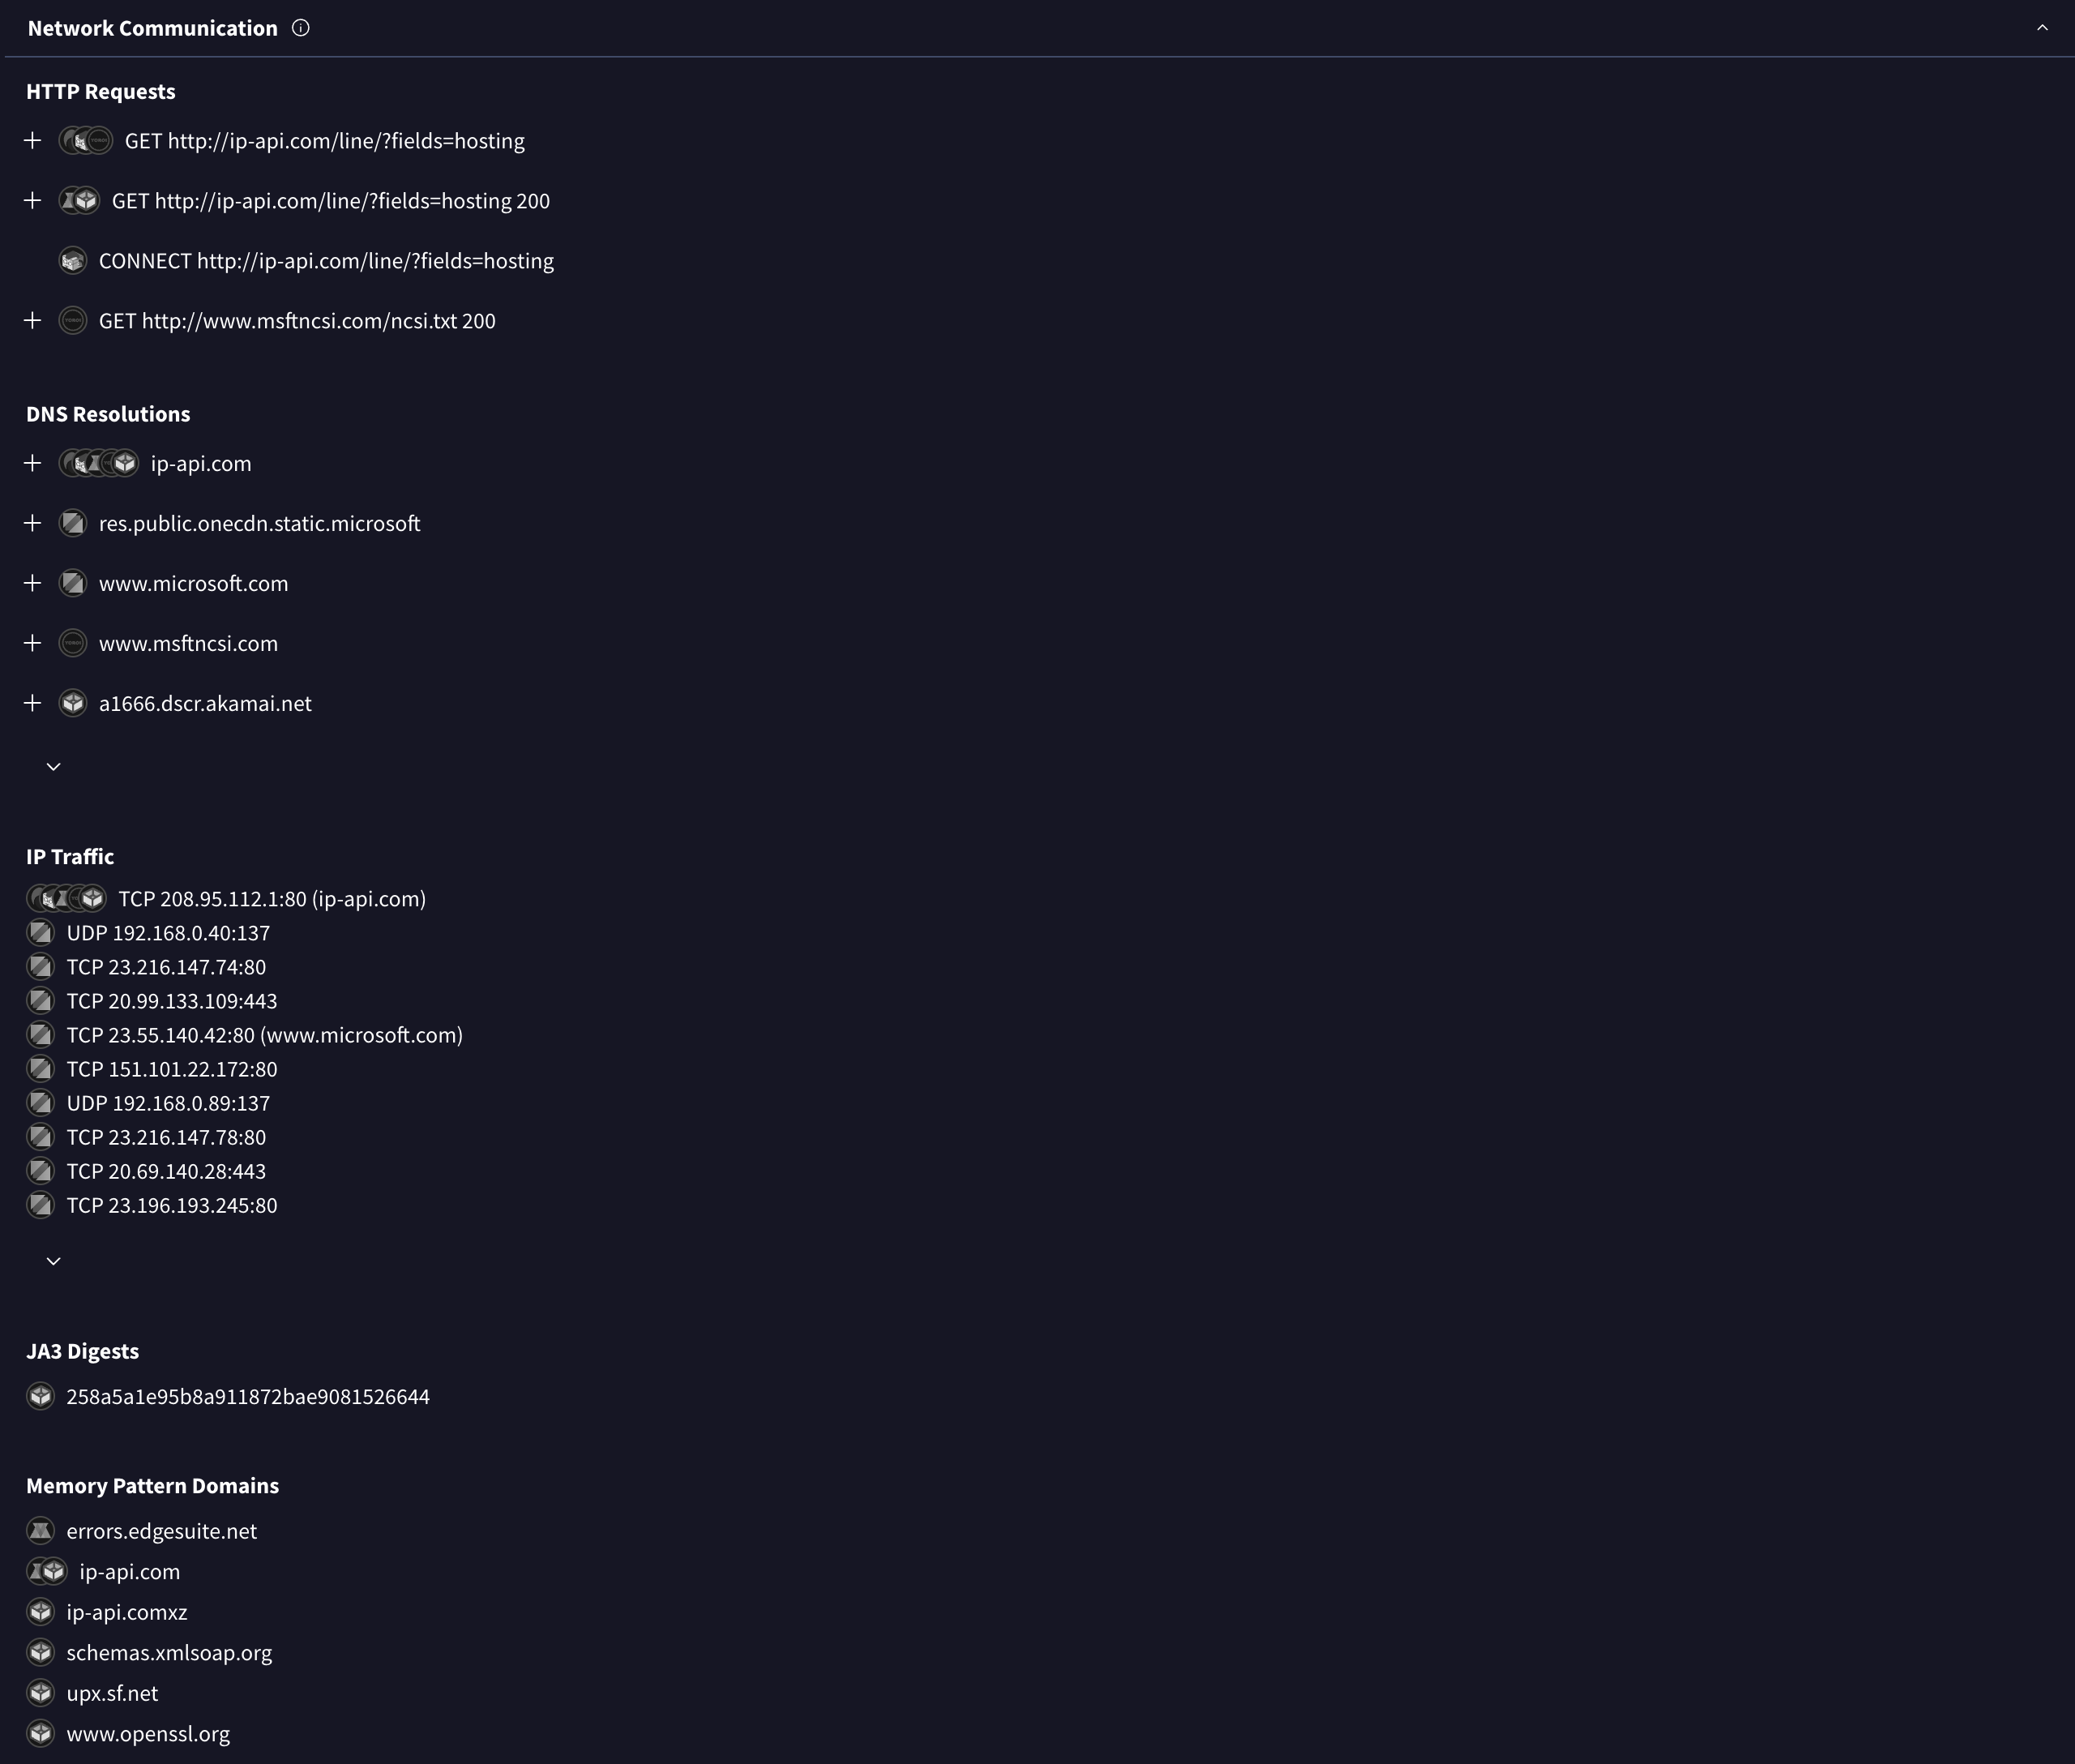 Network Communication
HTTP Requests
GET http://ip-api.com/line/?fields=hosting
GET http://ip-api.com/line/?fields=hosting 200
CONNECT http://ip-api.com/line/?fields=hosting
GET http://www.msftncsi.com/ncsi.txt 200
DNS Resolutions
ip-api.com
res.public.onecdn.static.microsoft
www.microsoft.com
www.msftncsi.com
a1666.dscr.akamai.net
IP Traffic
TCP 208.95.112.1:80 (ip-api.com)
UDP 192.168.0.40:137
TCP 23.216.147.74:80
TCP 20.99.133.109:443
TCP 23.55.140.42:80 (www.microsoft.com)
TCP 151.101.22.172:80
UDP 192.168.0.89:137
TCP 23.216.147.78:80
TCP 20.69.140.28:443
TCP 23.196.193.245:80
JA3 Digests
258a5a1e95b8a911872bae9081526644
Memory Pattern Domains
errors.edgesuite.net
ip-api.com
ip-api.comxz
schemas.xmlsoap.org
upx.sf.net
www.openssl.org